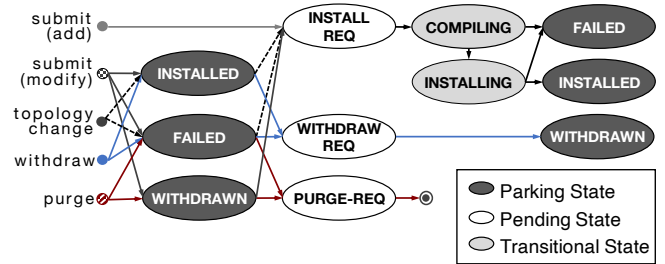 submit
(add)
submit
(modify)
topology
change
withdraw
purge
INSTALLED
FAILED
WITHDRAWN
INSTALL
REQ
WITHDRAW
REQ
PURGE-REQ
COMPILING
INSTALLING
FAILED
INSTALLED
WITHDRAWN
Parking State
Pending State
Transitional State